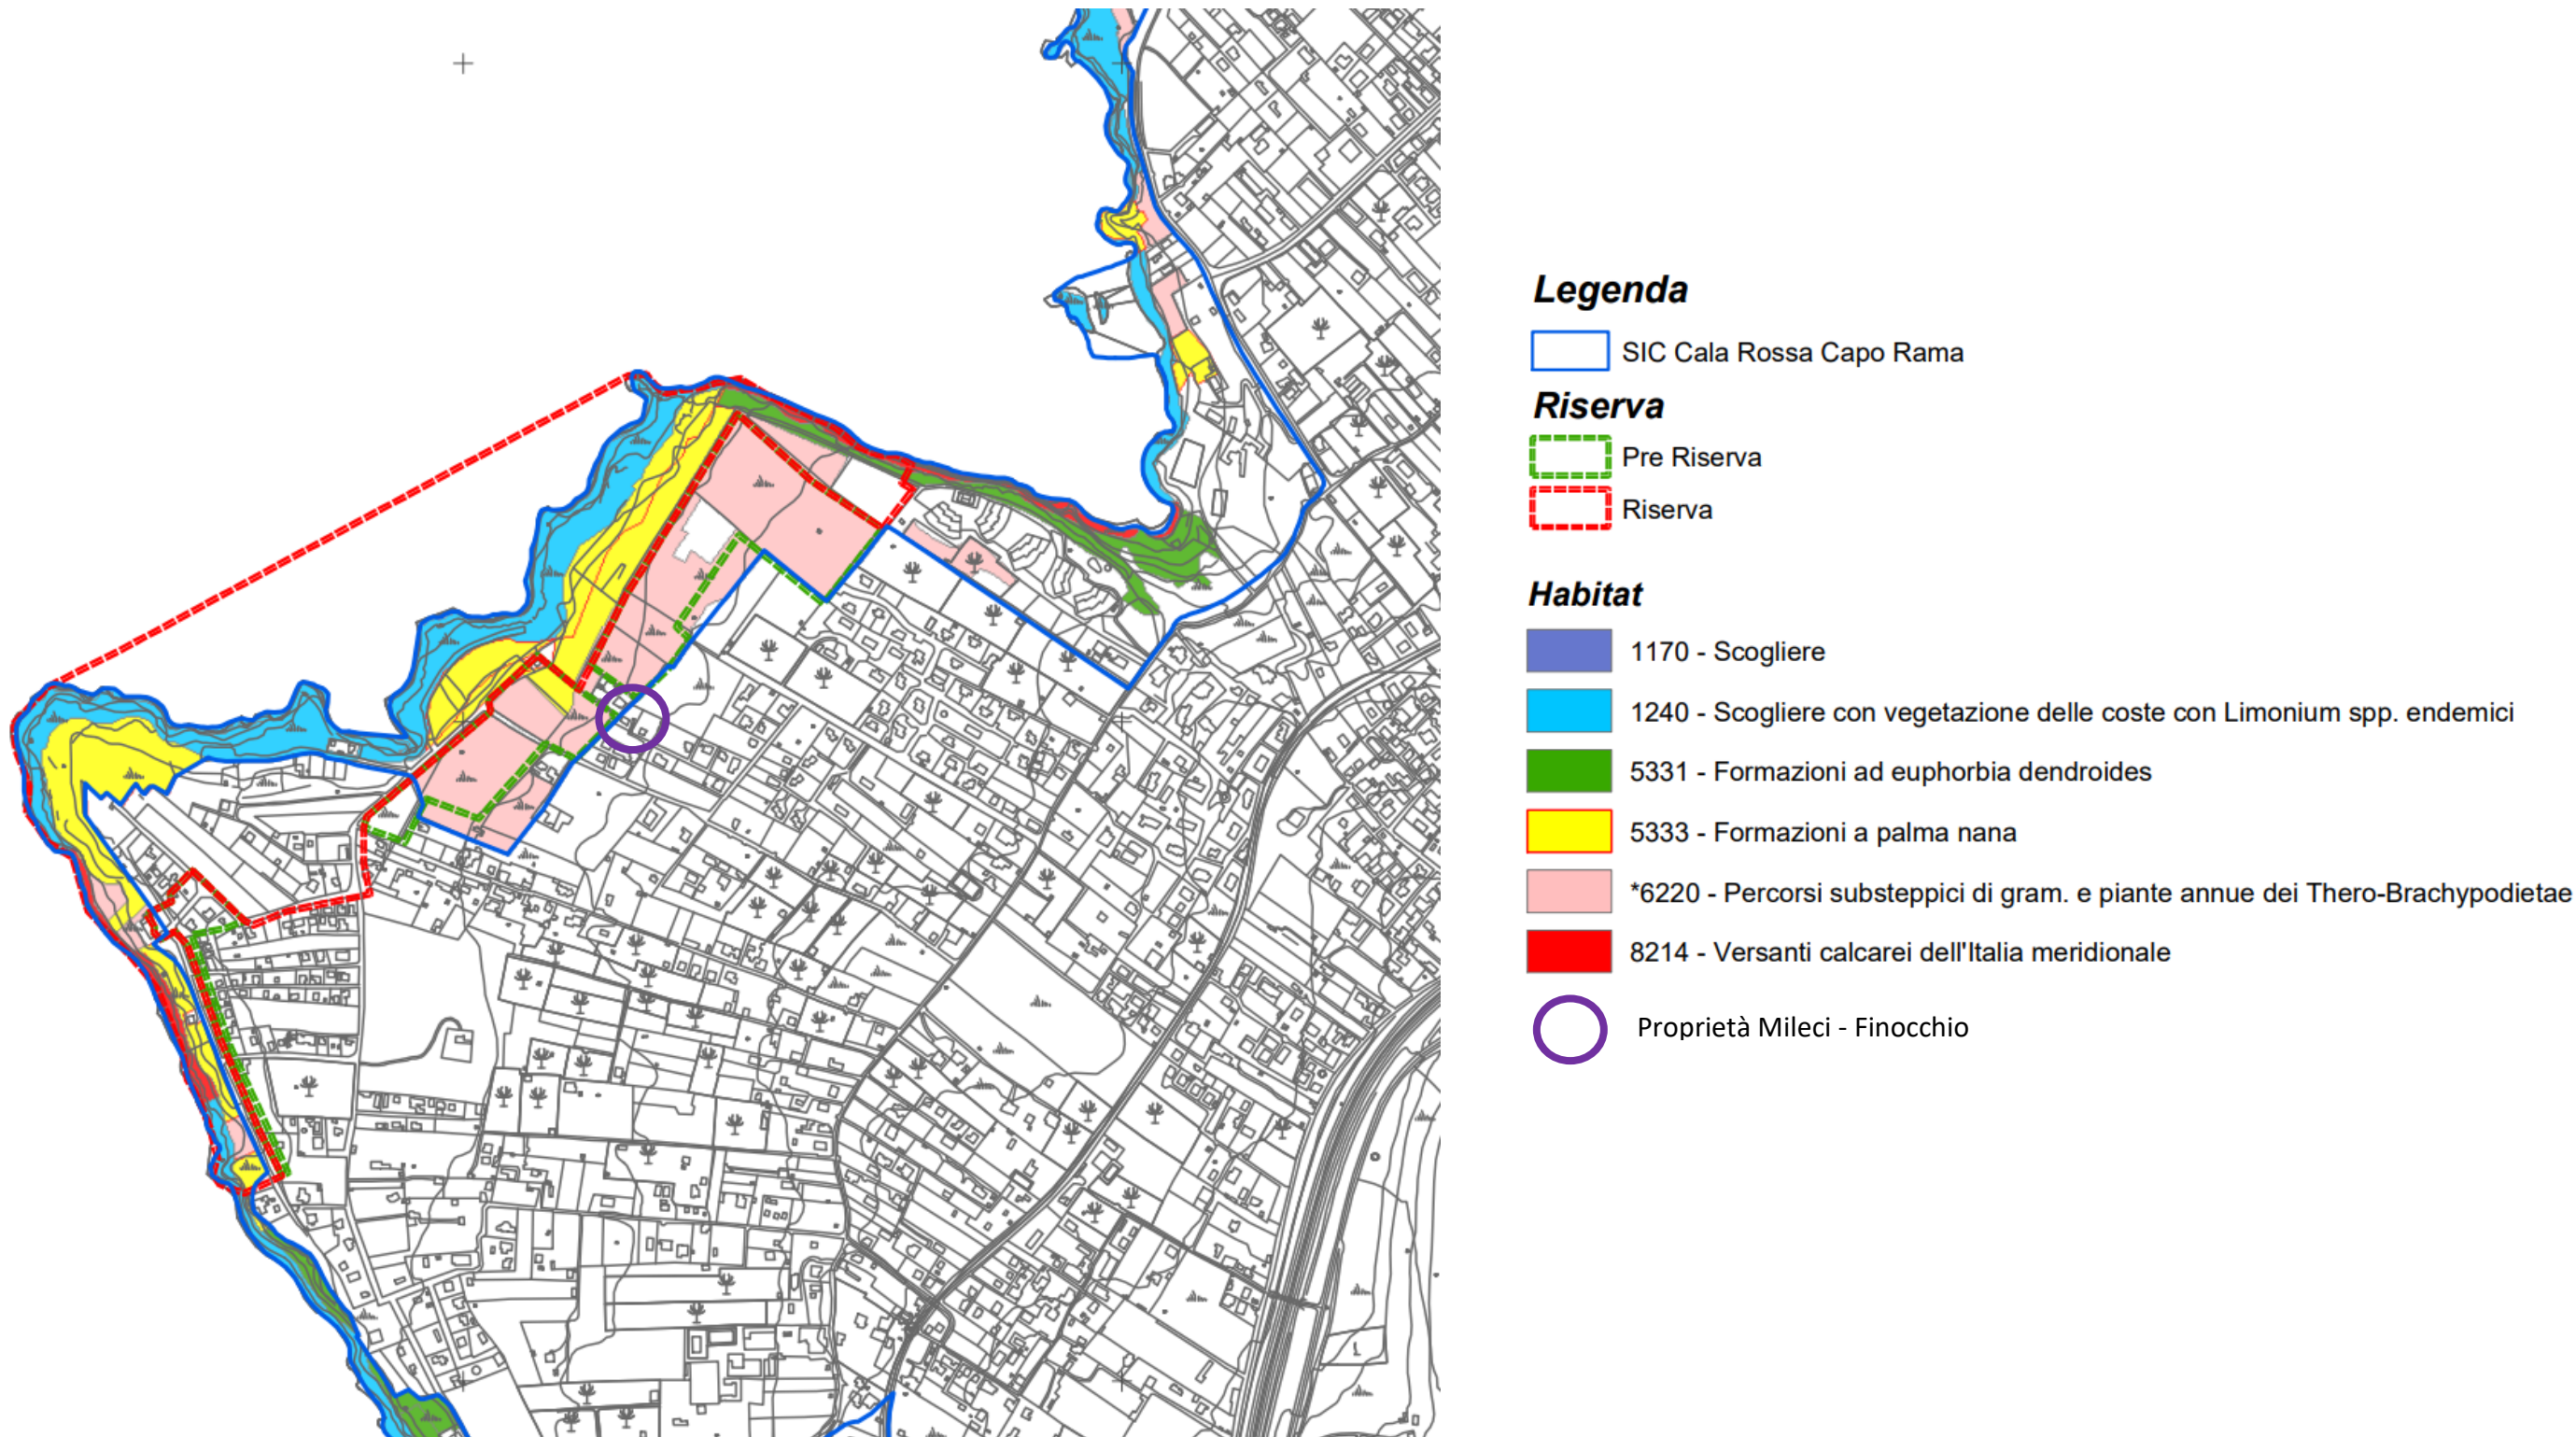 Legenda
SIC Cala Rossa Capo Rama
Riserva
Pre Riserva
Riserva
Habitat
1170 - Scogliere
1240 - Scogliere con vegetazione delle coste con Limonium spp. endemici
5331 - Formazioni ad euphorbia dendroides
5333 - Formazioni a palma nana
*6220 - Percorsi substeppici di gram. e piante annue dei Thero-Brachypodietae
8214 - Versanti calcarei dell'Italia meridionale
Proprietà Mileci - Finocchio